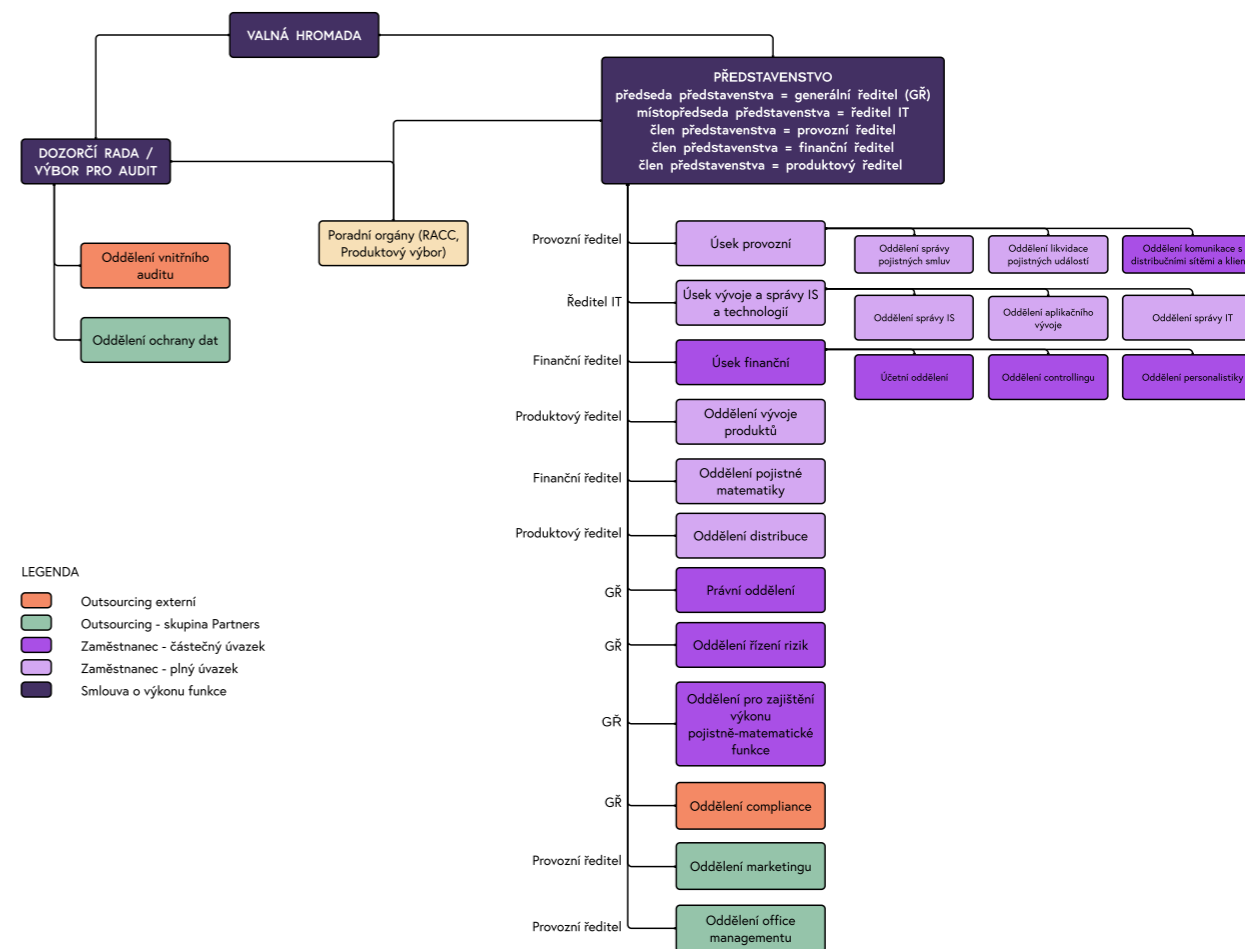 VALNÁ HROMADA
PŘEDSTAVENSTVO
předseda představenstva = generální ředitel (GŘ)
místopředseda představenstva = ředitel IT
člen představenstva = provozní ředitel
člen představenstva = finanční ředitel
člen představenstva = produktový ředitel
DOZORČÍ RADA /
VÝBOR PRO AUDIT
Oddělení vnitřního
auditu
Oddělení ochrany dat
Poradní orgány (RACC,
Produktový výbor)
Provozní ředitel
Úsek provozní
Oddělení správy
pojistných smluv
Oddělení likvidace
pojistných událostí
Oddělení komunikace s
distribučními sítěmi a
Ředitel IT
Úsek vývoje a správy IS
a technologií
Oddělení správy IS
Oddělení aplikačního
vývoje
Oddělení správy IT
Finanční ředitel
Úsek finanční
Účetní oddělení
Oddělení controllingu
Oddělení personalistiky
Produktový ředitel
Oddělení vývoje
produktů
Finanční ředitel
Oddělení pojistné
matematiky
Produktový ředitel
Oddělení distribuce
GŘ
Právní oddělení
GŘ
Oddělení řízení rizik
GŘ
Oddělení pro zajištění
výkonu
pojistně-matematické
funkce
GŘ
Oddělení compliance
Provozní ředitel
Oddělení marketingu
Provozní ředitel
Oddělení office
managementu
LEGENDA
Outsourcing externí
Outsourcing - skupina Partners
Zaměstnanec - částečný úvazek
Zaměstnanec - plný úvazek
Smlouva o výkonu funkce